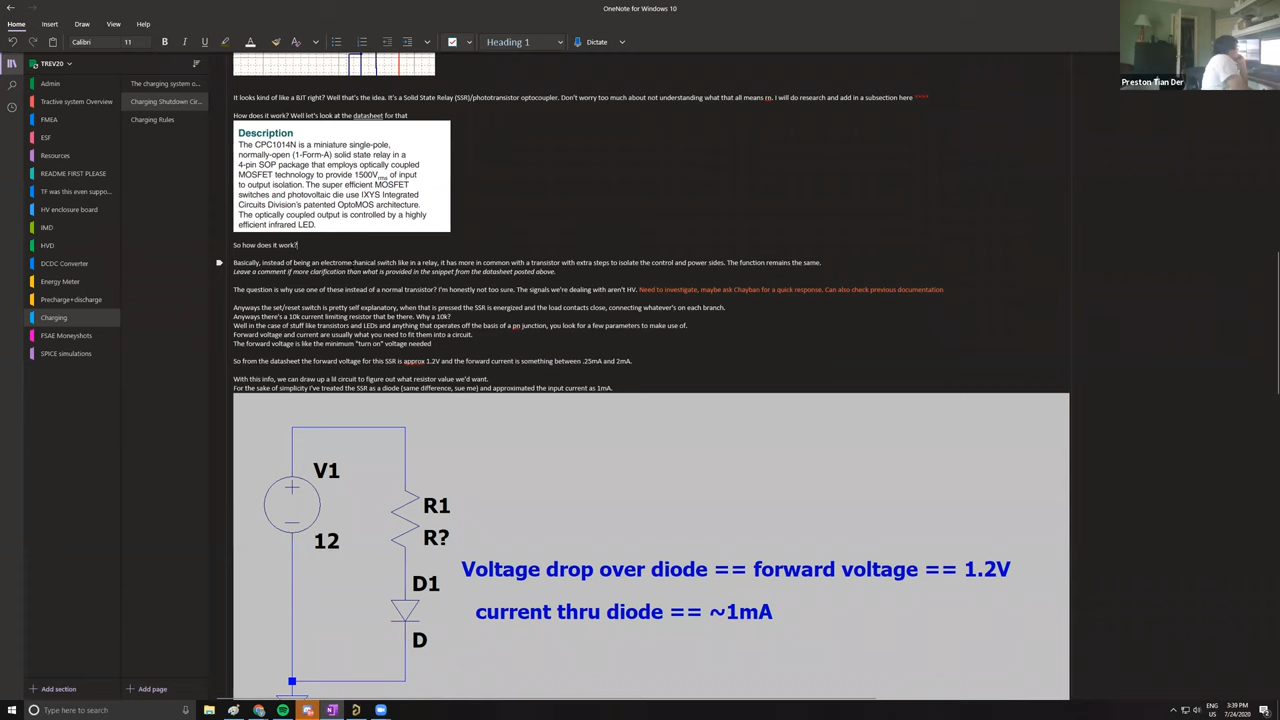 OneNote for Windows 10
Home Insert Draw View Help
Calibri 11 B I U A Heading 1 Dictate
Preston Tian Der
TREV20
Admin
Tractive system Overview
FMEA
ESF
Resources
README FIRST PLEASE
TF was this even suppo...
HV enclosure board
IMD
HVD
DCDC Converter
Energy Meter
Precharge+discharge
Charging
FSAE Moneyshots
SPICE simulations
The charging system o...
Charging Shutdown Cir...
Charging Rules
It looks kind of like a BJT right? Well that's the idea. It's a Solid State Relay (SSR)/phototransistor optocoupler. Don't worry too much about not understanding what that all means rn. I will do research and add in a subsection here ****
How does it work? Well let's look at the datasheet for that
Description
The CPC1014N is a miniature single-pole,
normally-open (1-Form-A) solid state relay in a
4-pin SOP package that employs optically coupled
MOSFET technology to provide 1500Vrms of input
to output isolation. The super efficient MOSFET
switches and photovoltaic die use IXYS Integrated
Circuits Division's patented OptoMOS architecture.
The optically coupled output is controlled by a highly
efficient infrared LED.
So how does it work?
Basically, instead of being an electromechanical switch like in a relay, it has more in common with a transistor with extra steps to isolate the control and power sides. The function remains the same.
Leave a comment if more clarification than what is provided in the snippet from the datasheet posted above.
The question is why use one of these instead of a normal transistor? I'm honestly not too sure. The signals we're dealing with aren't HV. Need to investigate, maybe ask Chayban for a quick response. Can also check previous documentation
Anyways the set/reset switch is pretty self explanatory, when that is pressed the SSR is energized and the load contacts close, connecting whatever's on each branch.
Anyways there's a 10k current limiting resistor that be there. Why a 10k?
Well in the case of stuff like transistors and LEDs and anything that operates off the basis of a pn junction, you look for a few parameters to make use of.
Forward voltage and current are usually what you need to fit them into a circuit.
The forward voltage is like the minimum "turn on" voltage needed
So from the datasheet the forward voltage for this SSR is approx 1.2V and the forward current is something between .25mA and 2mA.
With this info, we can draw up a lil circuit to figure out what resistor value we'd want.
For the sake of simplicity I've treated the SSR as a diode (same difference, sue me) and approximated the input current as 1mA.
V1
12
R1
R?
D1
D
Voltage drop over diode == forward voltage == 1.2V
current thru diode == ~1mA
Add section
Add page
Type here to search
ENG
US
3:39 PM
7/24/2020